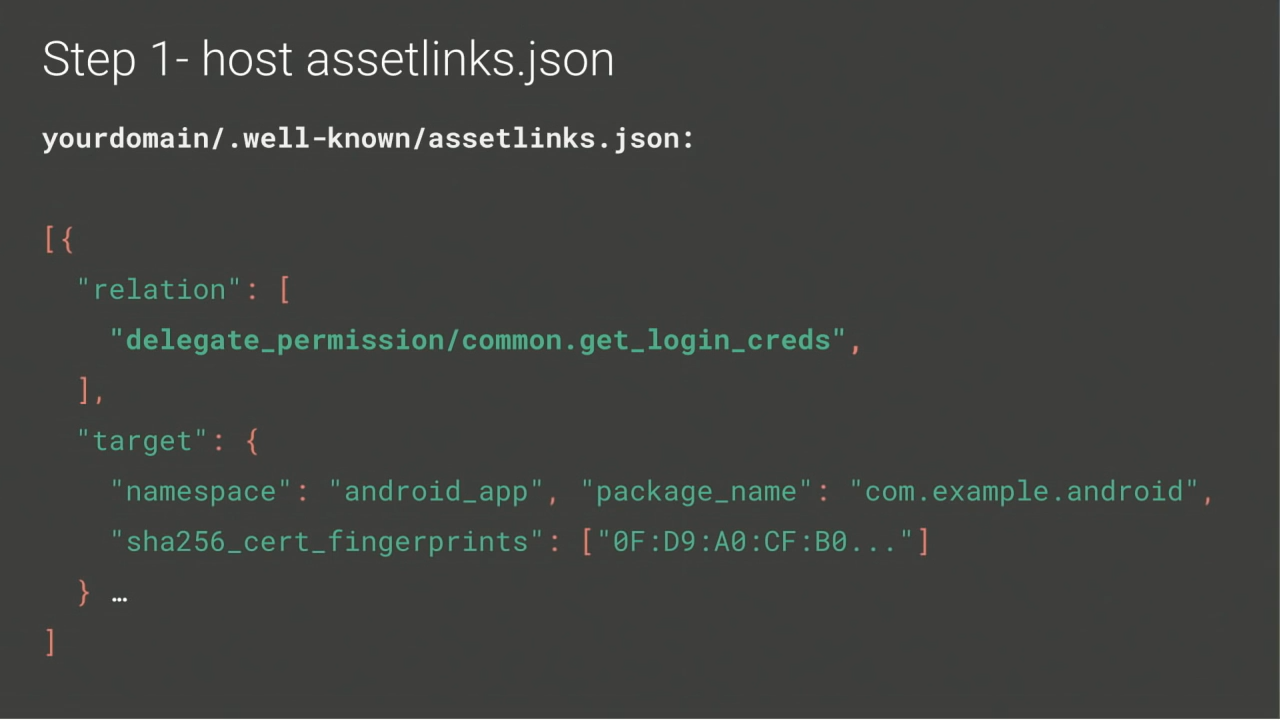 Step 1- host assetlinks.json
yourdomain/.well-known/assetlinks.json:
[{
  "relation": [
    "delegate_permission/common.get_login_creds",
  ],
  "target": {
    "namespace": "android_app", "package_name": "com.example.android",
    "sha256_cert_fingerprints": ["0F:D9:A0:CF:B0..."]
  } …
]